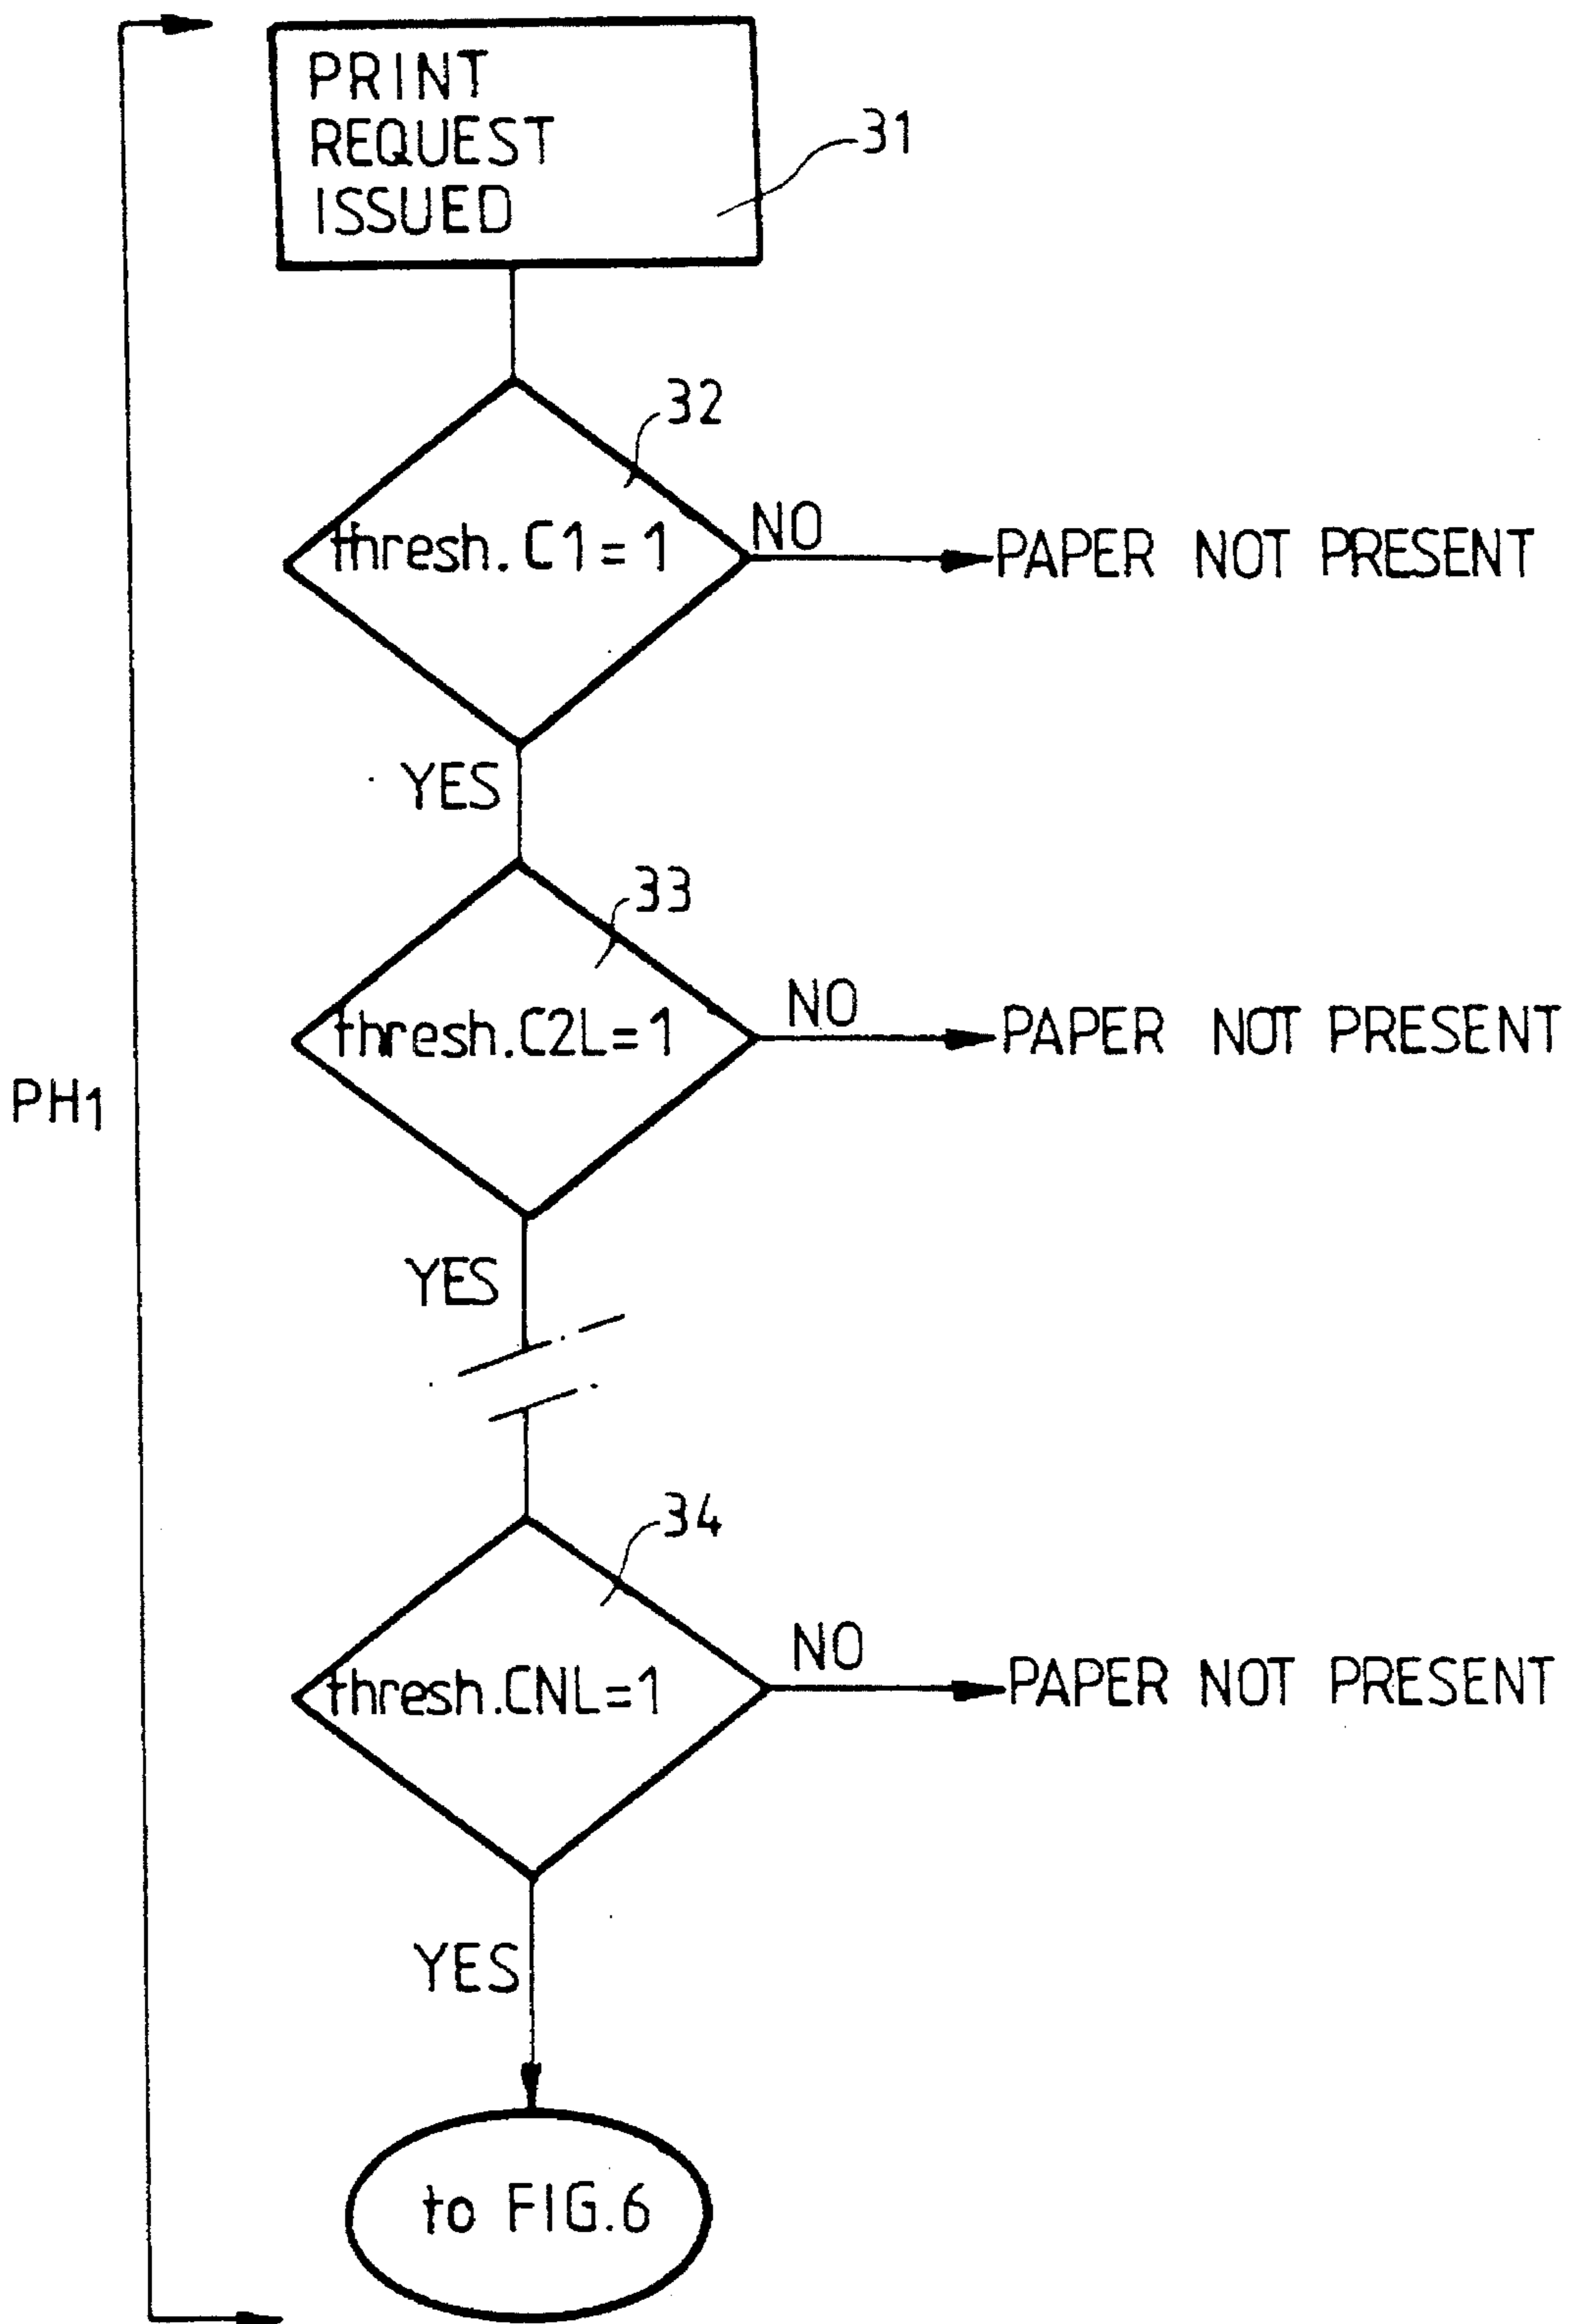 PRINT
REQUEST
ISSUED
31
32
thresh. C1 = 1
NO
PAPER NOT PRESENT
YES
33
thresh.C2L=1
NO
PAPER NOT PRESENT
PH1
YES
34
thresh.CNL=1
NO
PAPER NOT PRESENT
YES
to FIG.6